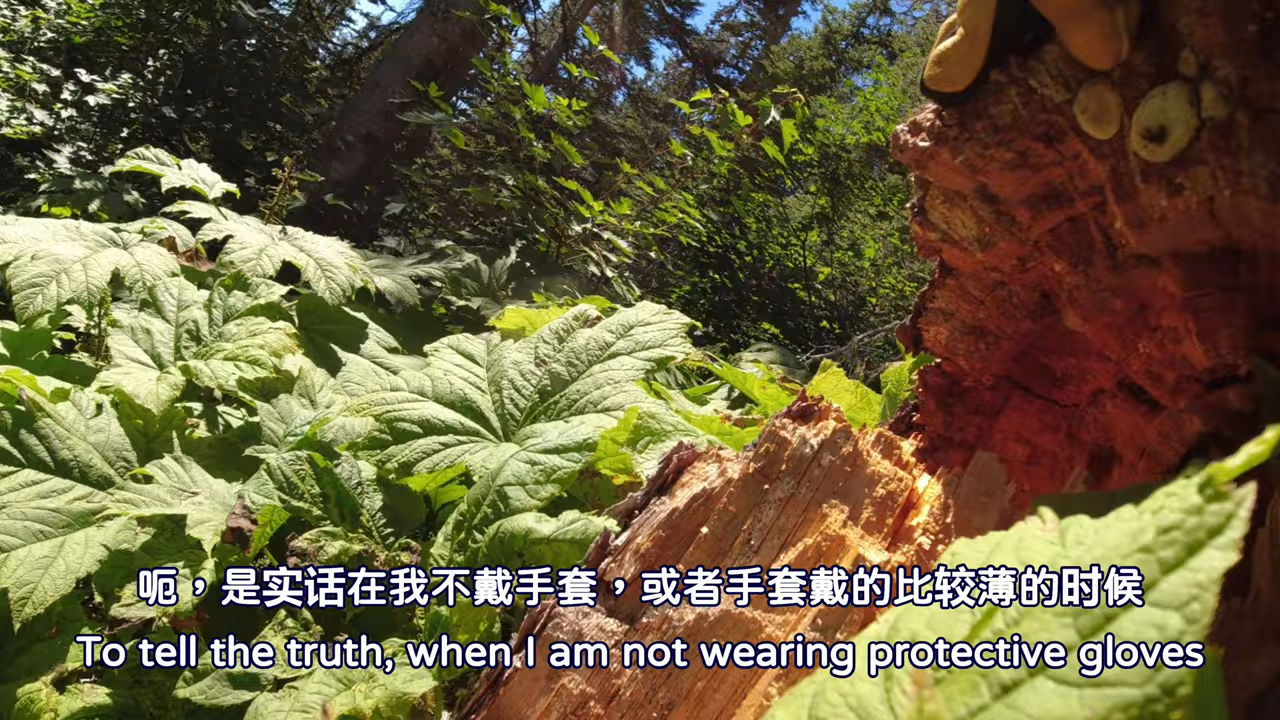 呃，是实话在我不戴手套，或者手套戴的比较薄的时候
To tell the truth, when I am not wearing protective gloves